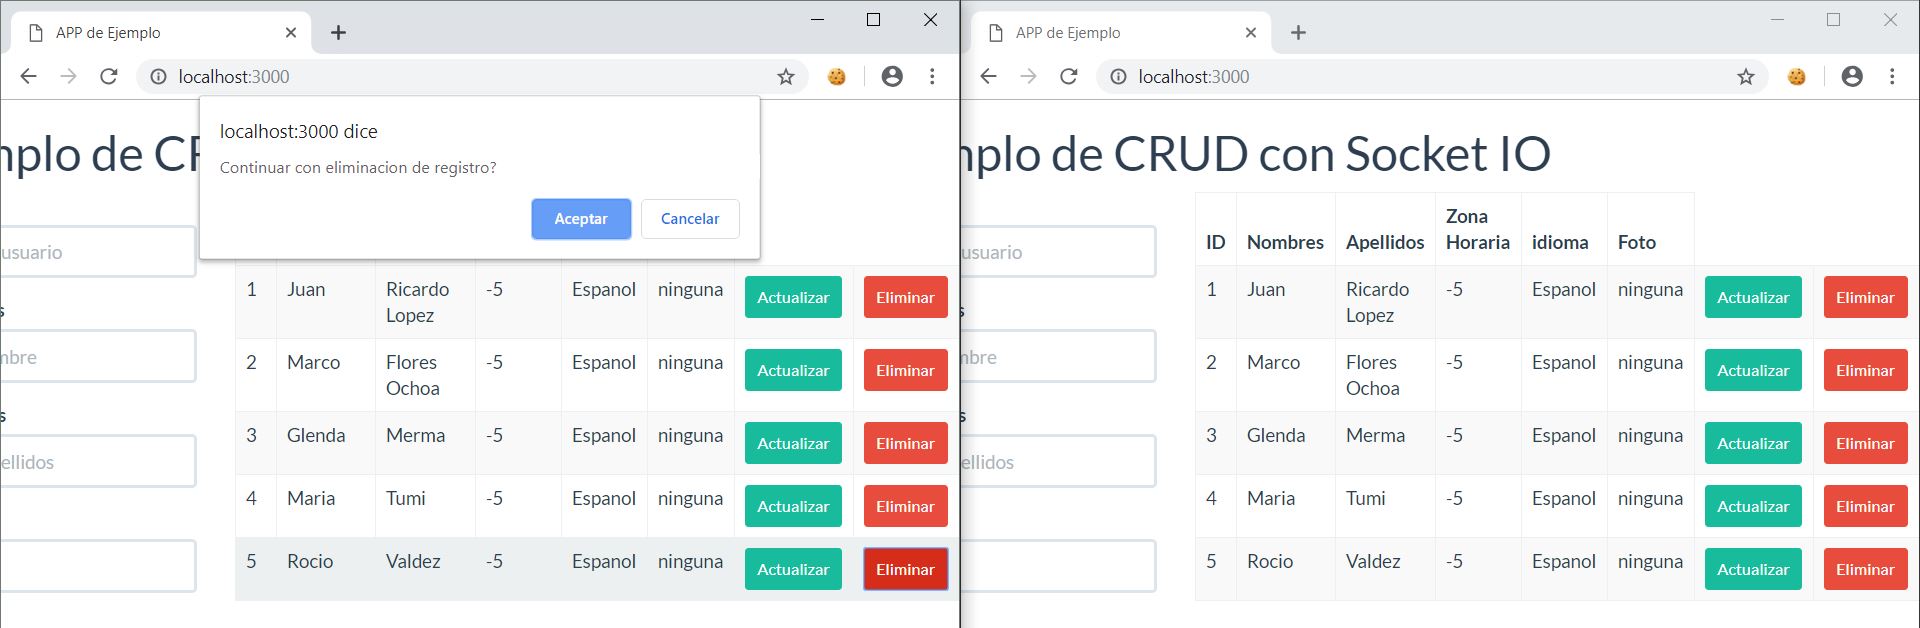 APP de Ejemplo
localhost:3000
localhost:3000 dice
Continuar con eliminacion de registro?
Aceptar Cancelar
mplo de CR
usuario
s
mbre
s
ellidos
1 Juan Ricardo Lopez -5 Espanol ninguna Actualizar Eliminar
2 Marco Flores Ochoa -5 Espanol ninguna Actualizar Eliminar
3 Glenda Merma -5 Espanol ninguna Actualizar Eliminar
4 Maria Tumi -5 Espanol ninguna Actualizar Eliminar
5 Rocio Valdez -5 Espanol ninguna Actualizar Eliminar
APP de Ejemplo
localhost:3000
mplo de CRUD con Socket IO
usuario
s
mbre
s
ellidos
ID Nombres Apellidos Zona Horaria idioma Foto
1 Juan Ricardo Lopez -5 Espanol ninguna Actualizar Eliminar
2 Marco Flores Ochoa -5 Espanol ninguna Actualizar Eliminar
3 Glenda Merma -5 Espanol ninguna Actualizar Eliminar
4 Maria Tumi -5 Espanol ninguna Actualizar Eliminar
5 Rocio Valdez -5 Espanol ninguna Actualizar Eliminar